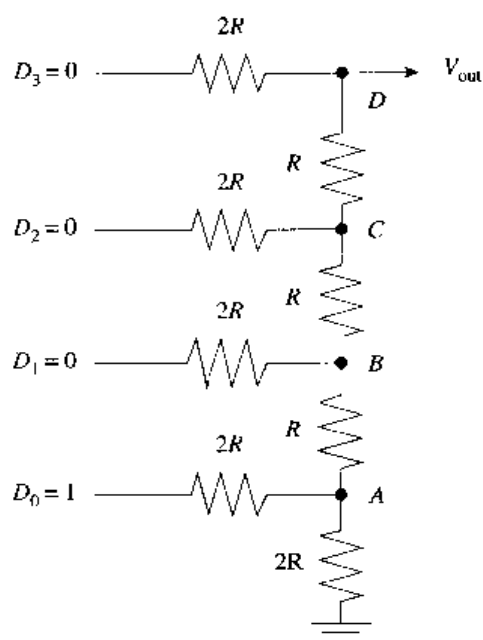 2R
D₃ = 0
V_out
D
R
2R
D₂ = 0
C
R
2R
D₁ = 0
B
R
2R
D₀ = 1
A
2R